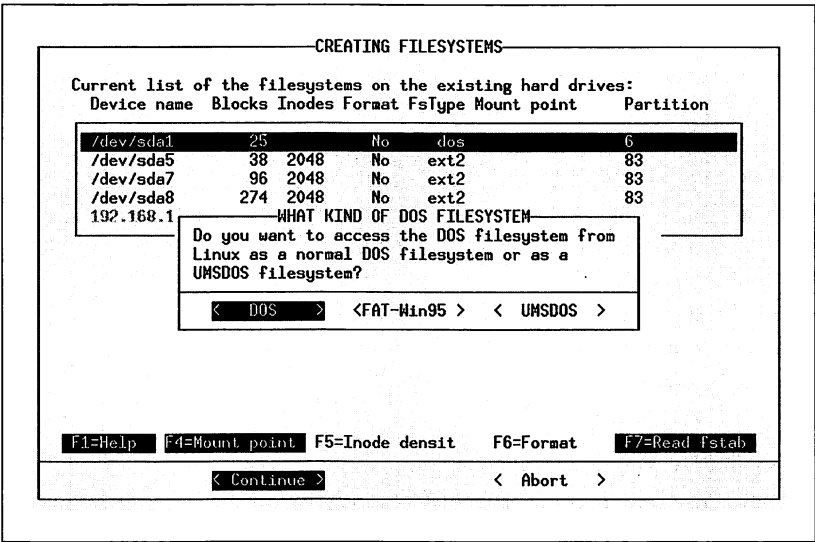 CREATING FILESYSTEMS
Current list of the filesystems on the existing hard drives:
Device name Blocks Inodes Format FsType Mount point Partition
/dev/sda1 25 No dos 6
/dev/sda5 38 2048 No ext2 83
/dev/sda7 96 2048 No ext2 83
/dev/sda8 274 2048 No ext2 83
192.168.1
WHAT KIND OF DOS FILESYSTEM
Do you want to access the DOS filesystem from
Linux as a normal DOS filesystem or as a
UMSDOS filesystem?
< DOS > <FAT-Win95 > < UMSDOS >
F1=Help F4=Mount point F5=Inode densit F6=Format F7=Read fstab
< Continue > < Abort >